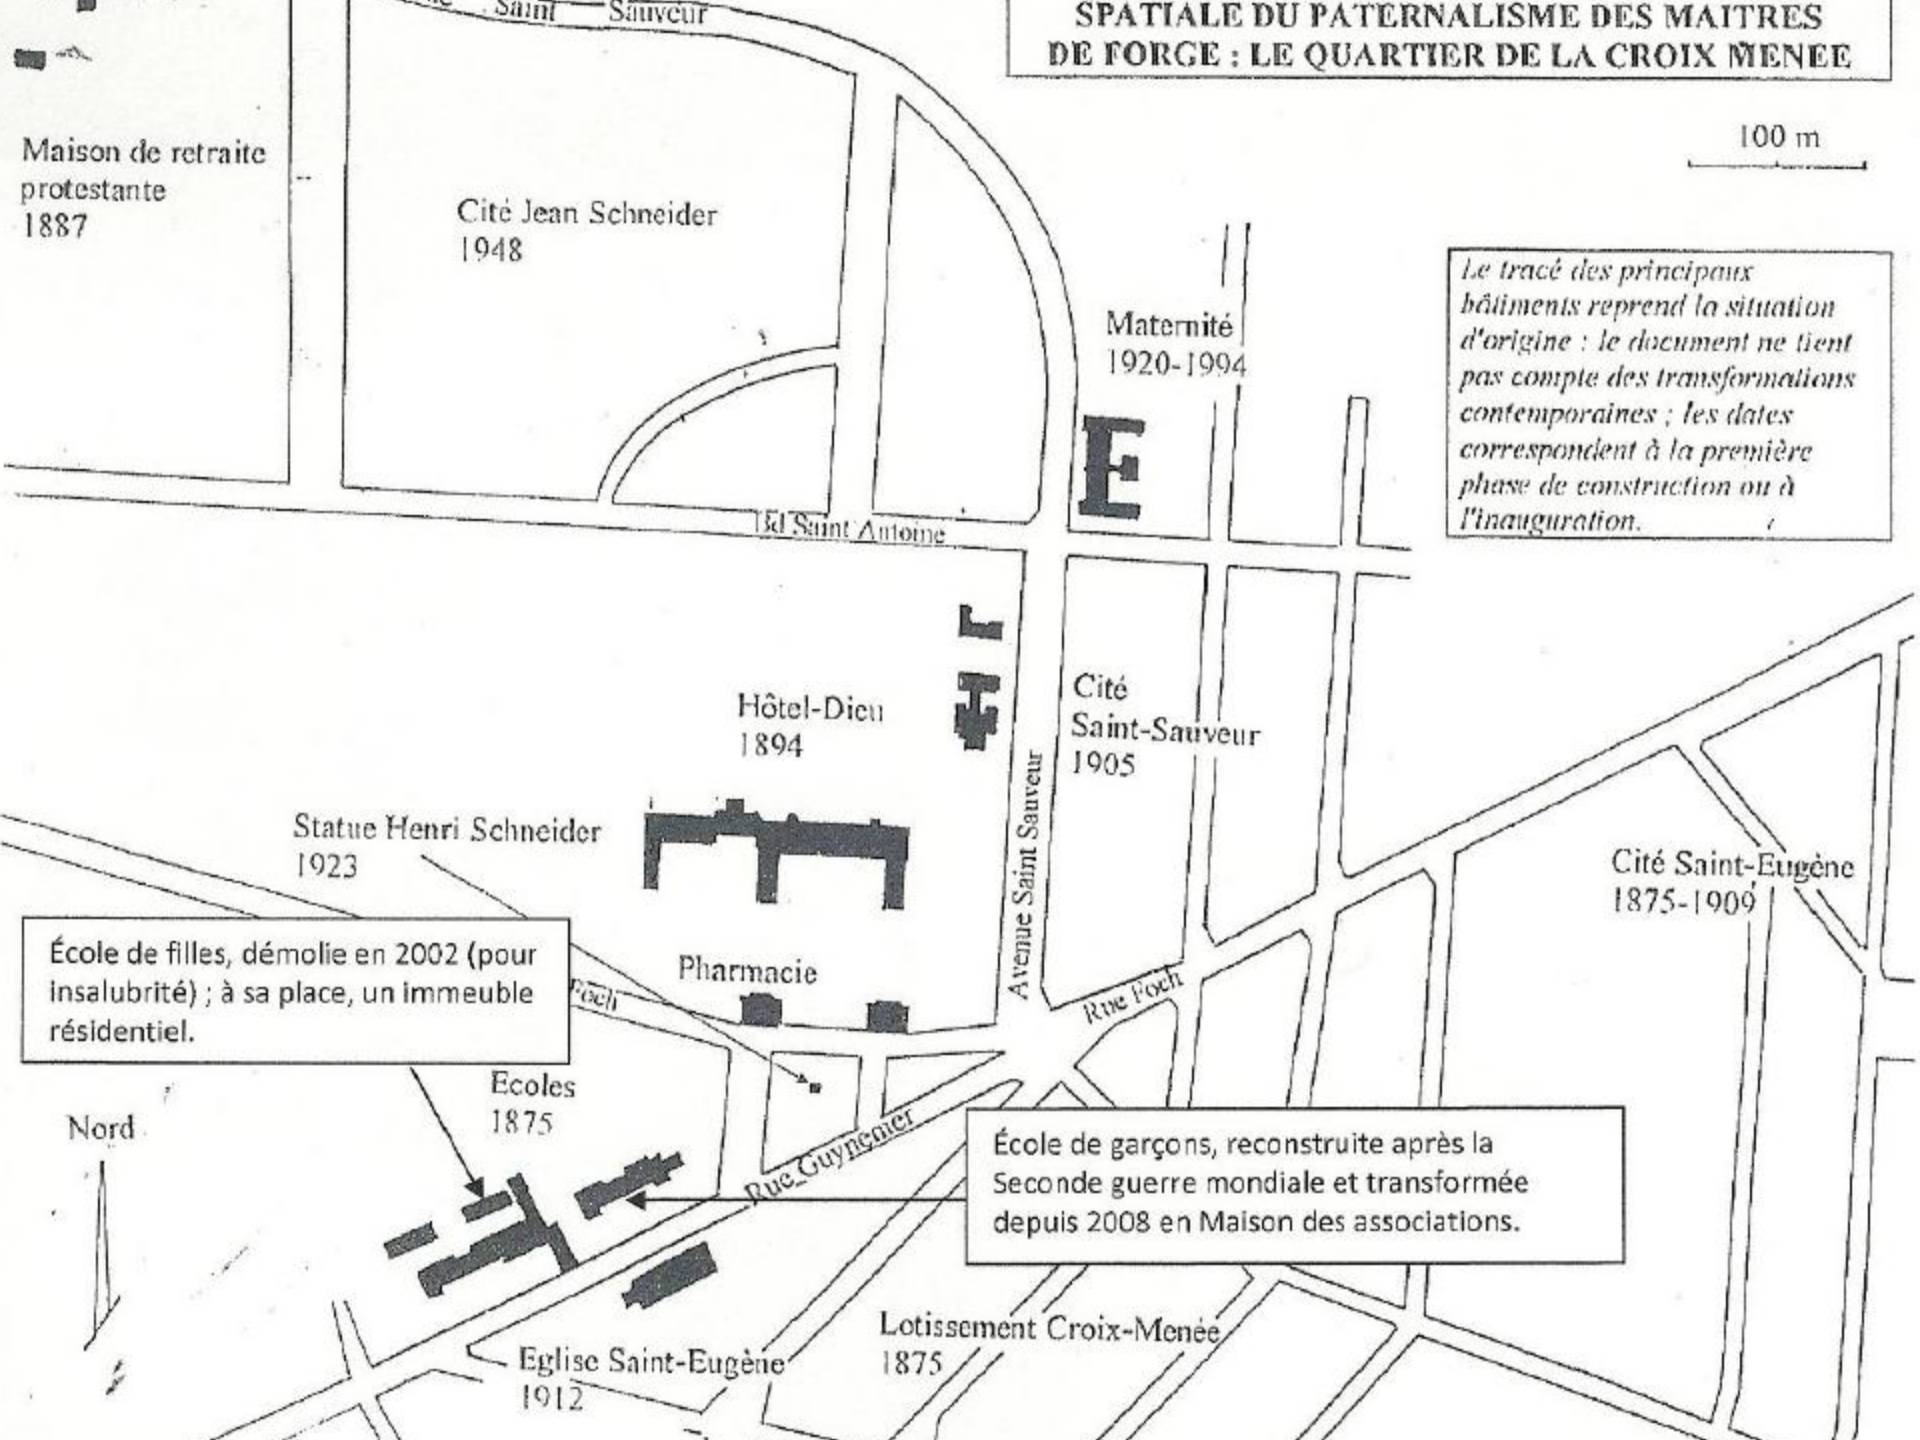 Saint Sauveur
SPATIALE DU PATERNALISME DES MAITRES
DE FORGE : LE QUARTIER DE LA CROIX MENEE
100 m
Maison de retraite
protestante
1887
Cité Jean Schneider
1948
Le tracé des principaux
bâtiments reprend la situation
d'origine : le document ne tient
pas compte des transformations
contemporaines ; les dates
correspondent à la première
phase de construction ou à
l'inauguration.
Maternité
1920-1994
Bd Saint Antoine
Hôtel-Dieu
1894
Cité
Saint-Sauveur
1905
Avenue Saint Sauveur
Statue Henri Schneider
1923
Cité Saint-Eugène
1875-1909
École de filles, démolie en 2002 (pour
insalubrité) ; à sa place, un immeuble
résidentiel.
Pharmacie
Foch
Rue Foch
Ecoles
1875
Nord
Rue Guynemer
École de garçons, reconstruite après la
Seconde guerre mondiale et transformée
depuis 2008 en Maison des associations.
Lotissement Croix-Menée
1875
Eglise Saint-Eugène
1912